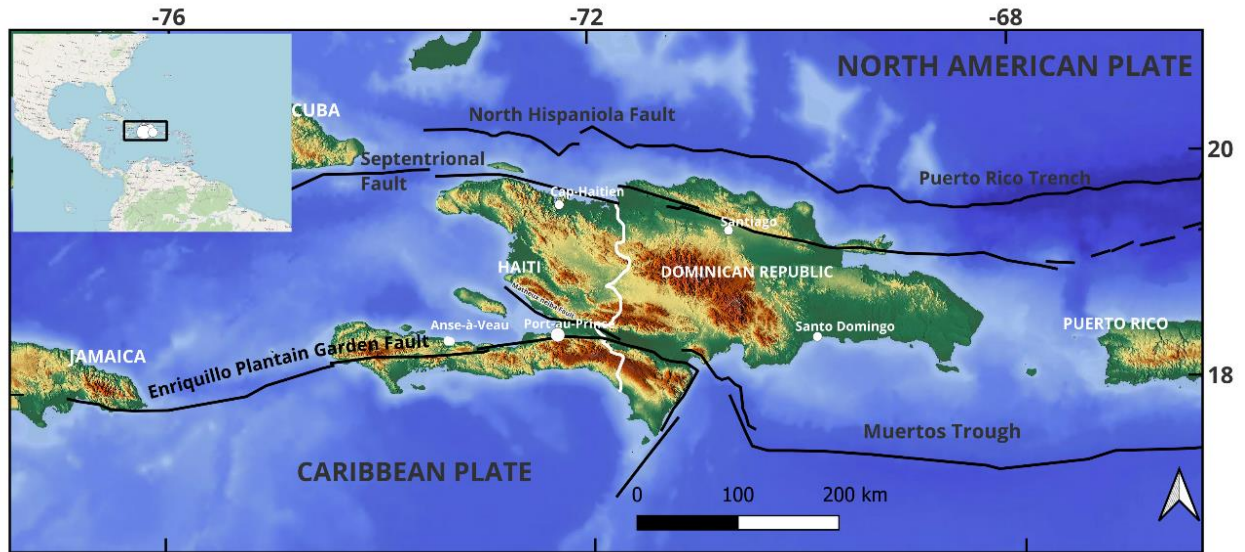 -76
-72
-68
NORTH AMERICAN PLATE
CUBA
North Hispaniola Fault
Septentrional
Fault
20
Puerto Rico Trench
Cap-Haitien
Santiago
HAITI
DOMINICAN REPUBLIC
Anse-à-Veau
Port-au-Prince
Santo Domingo
PUERTO RICO
JAMAICA
Enriquillo Plantain Garden Fault
18
Muertos Trough
CARIBBEAN PLATE
0
100
200 km